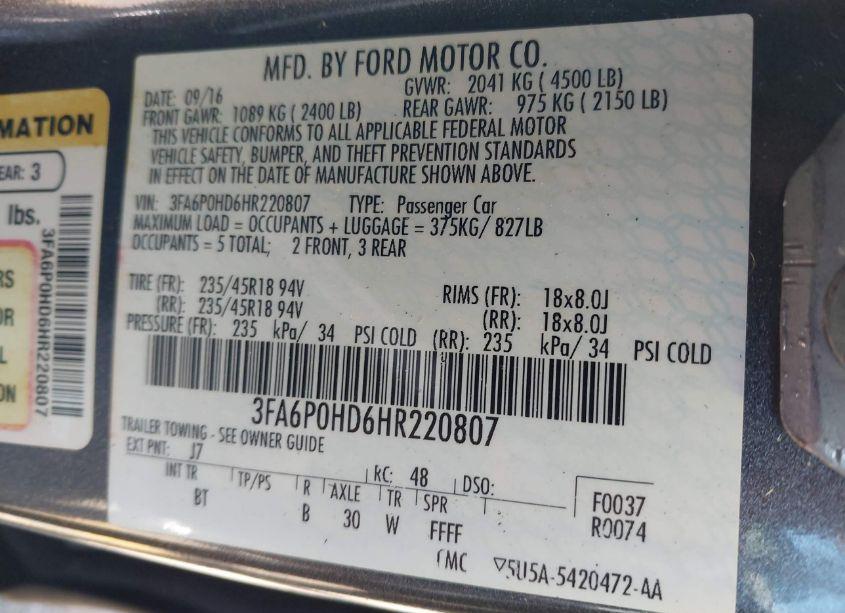 MFD. BY FORD MOTOR CO.
DATE: 09/16 GVWR: 2041 KG ( 4500 LB)
FRONT GAWR: 1089 KG ( 2400 LB) REAR GAWR: 975 KG ( 2150 LB)
THIS VEHICLE CONFORMS TO ALL APPLICABLE FEDERAL MOTOR
VEHICLE SAFETY, BUMPER, AND THEFT PREVENTION STANDARDS
IN EFFECT ON THE DATE OF MANUFACTURE SHOWN ABOVE.
VIN: 3FA6P0HD6HR220807 TYPE: Passenger Car
MAXIMUM LOAD = OCCUPANTS + LUGGAGE = 375KG/ 827LB
OCCUPANTS = 5 TOTAL; 2 FRONT, 3 REAR
TIRE (FR): 235/45R18 94V RIMS (FR): 18x8.0J
(RR): 235/45R18 94V (RR): 18x8.0J
PRESSURE (FR): 235 kPa/ 34 PSI COLD (RR): 235 kPa/ 34 PSI COLD
3FA6P0HD6HR220807
TRAILER TOWING - SEE OWNER GUIDE
EXT PNT: J7 RC: 48 DSO:
INT TR TP/PS R AXLE TR SPR F0037
BT B 30 W FFFF R0074
▽5U5A-5420472-AA
MATION
EAR: 3
lbs.
3FA6P0HD6HR220807
RS
OR
L
ON